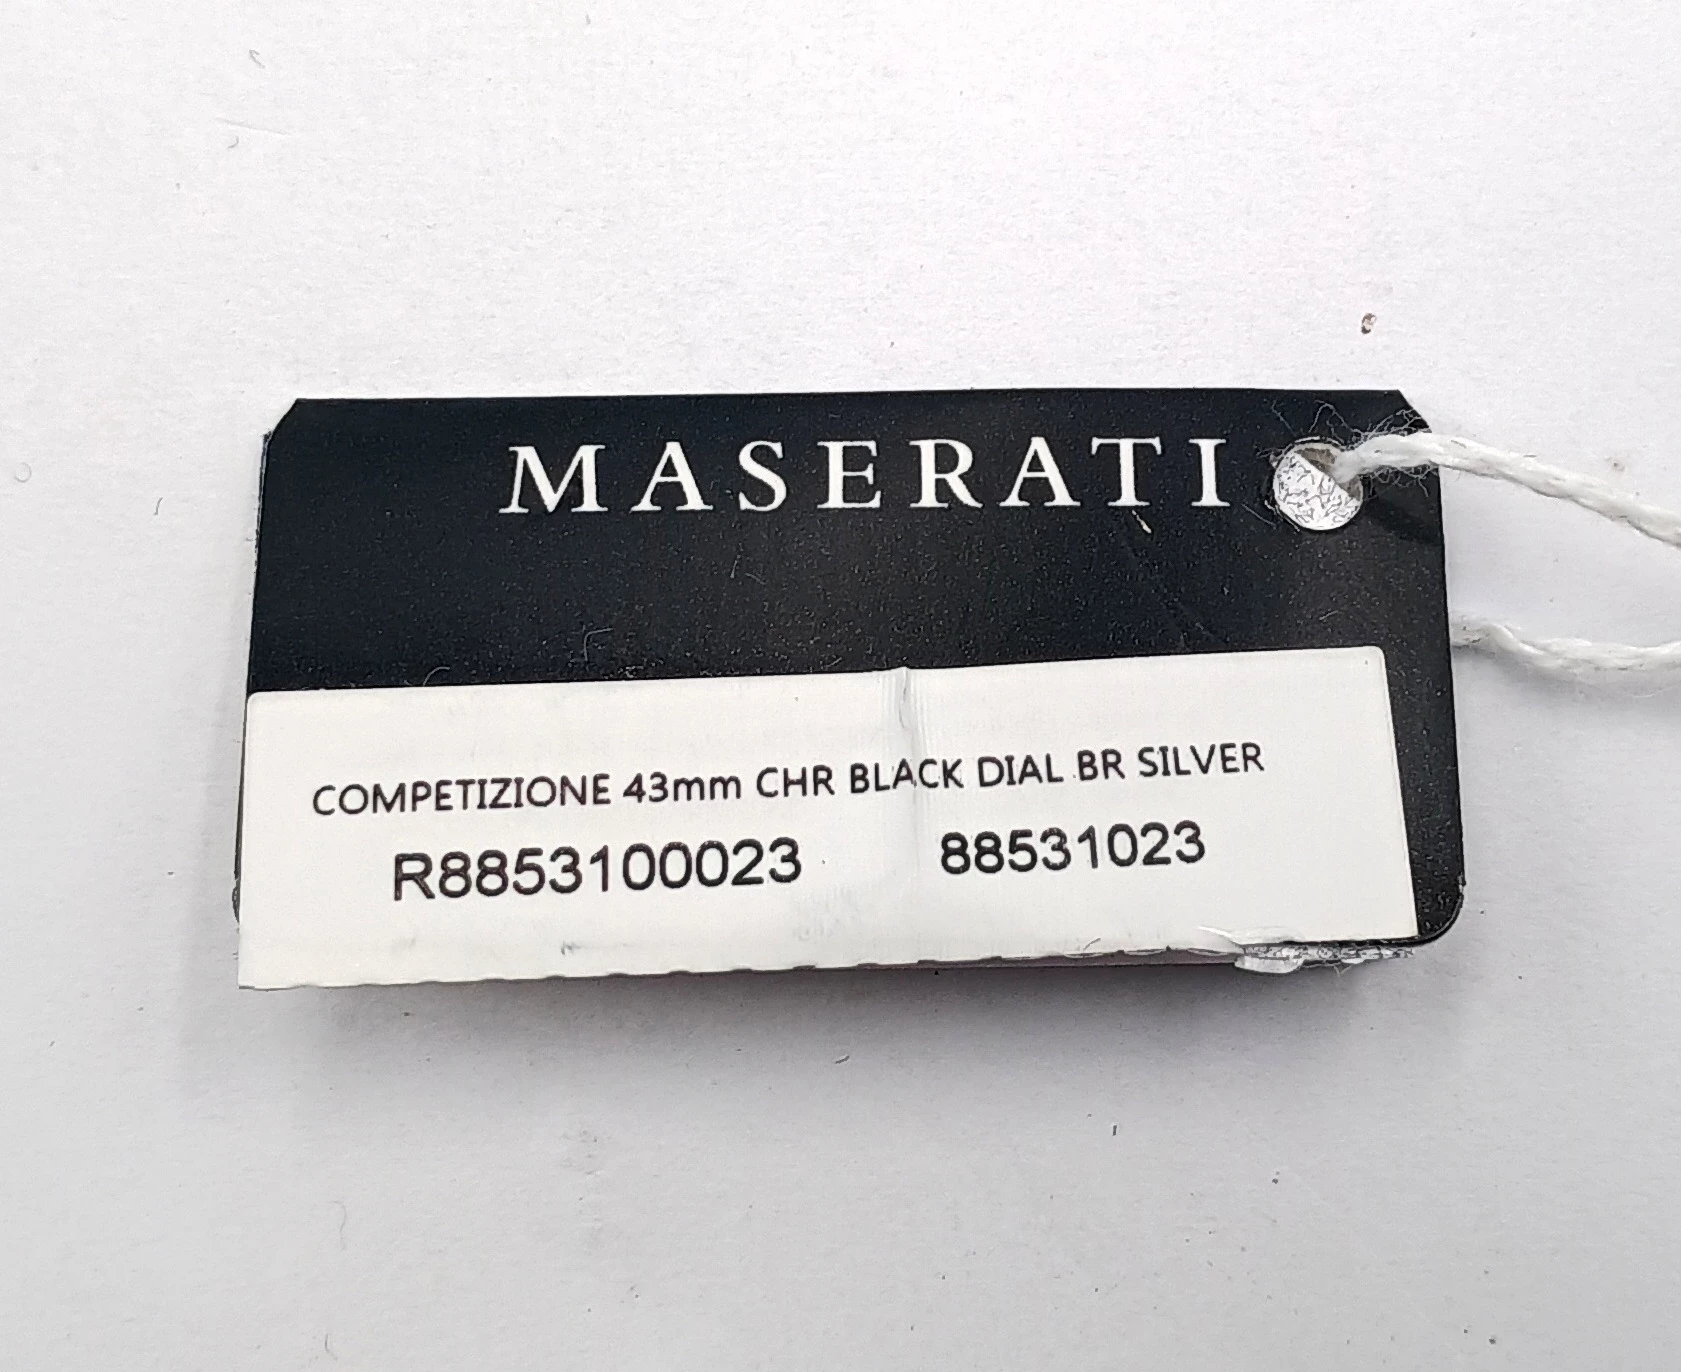 MASERATI
COMPETIZIONE 43mm CHR BLACK DIAL BR SILVER
R8853100023 88531023